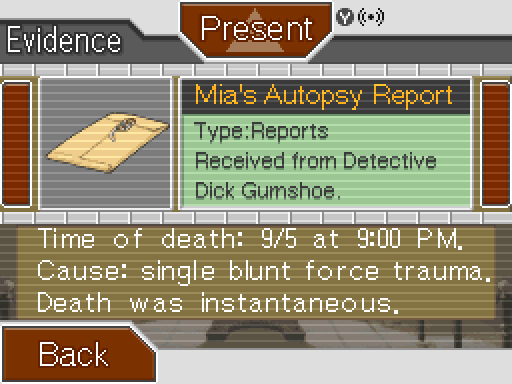 Present
Evidence
Y
Mia's Autopsy Report
Type:Reports
Received from Detective
Dick Gumshoe.
Time of death: 9/5 at 9:00 PM.
Cause: single blunt force trauma.
Death was instantaneous.
Back